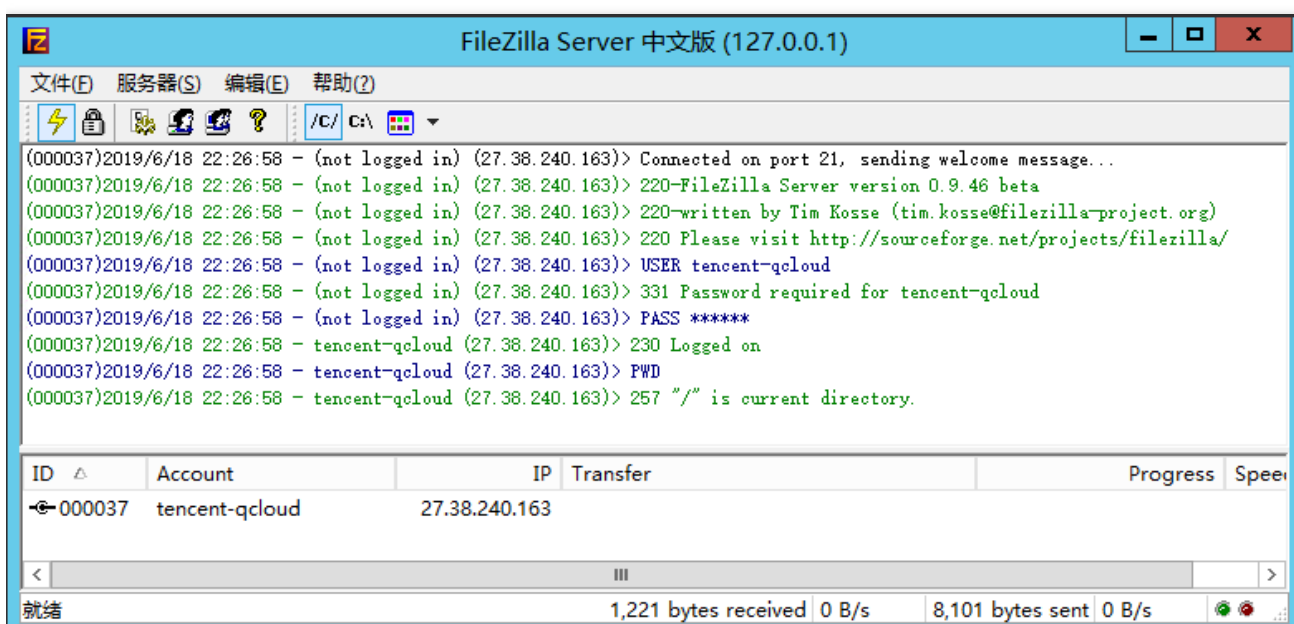 FileZilla Server 中文版 (127.0.0.1)
文件(F) 服务器(S) 编辑(E) 帮助(?)
/C/ C:\
(000037)2019/6/18 22:26:58 - (not logged in) (27.38.240.163)> Connected on port 21, sending welcome message...
(000037)2019/6/18 22:26:58 - (not logged in) (27.38.240.163)> 220-FileZilla Server version 0.9.46 beta
(000037)2019/6/18 22:26:58 - (not logged in) (27.38.240.163)> 220-written by Tim Kosse (tim.kosse@filezilla-project.org)
(000037)2019/6/18 22:26:58 - (not logged in) (27.38.240.163)> 220 Please visit http://sourceforge.net/projects/filezilla/
(000037)2019/6/18 22:26:58 - (not logged in) (27.38.240.163)> USER tencent-qcloud
(000037)2019/6/18 22:26:58 - (not logged in) (27.38.240.163)> 331 Password required for tencent-qcloud
(000037)2019/6/18 22:26:58 - (not logged in) (27.38.240.163)> PASS ******
(000037)2019/6/18 22:26:58 - tencent-qcloud (27.38.240.163)> 230 Logged on
(000037)2019/6/18 22:26:58 - tencent-qcloud (27.38.240.163)> PWD
(000037)2019/6/18 22:26:58 - tencent-qcloud (27.38.240.163)> 257 "/" is current directory.
ID Account IP Transfer Progress Spee
000037 tencent-qcloud 27.38.240.163
就绪 1,221 bytes received 0 B/s 8,101 bytes sent 0 B/s